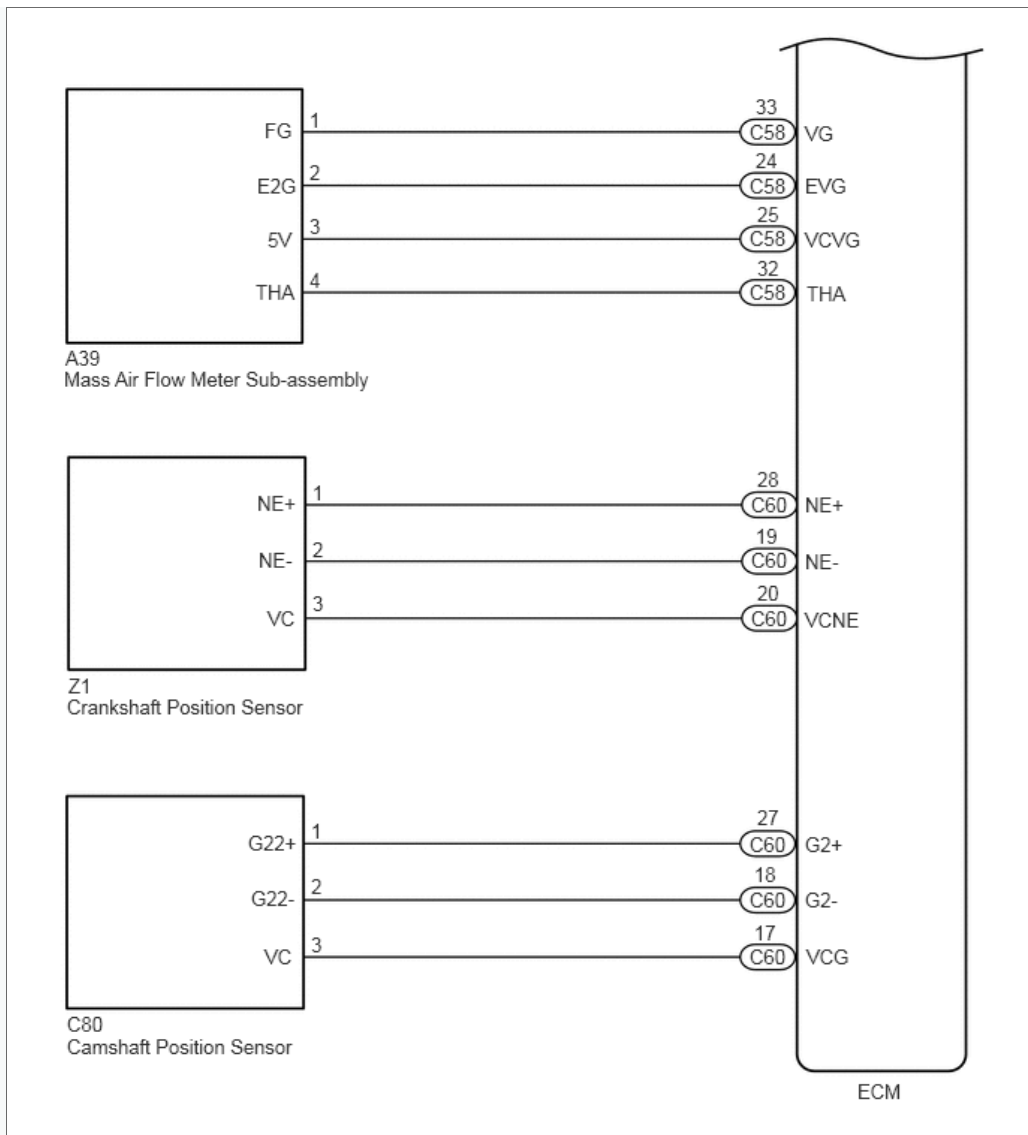 33
FG 1 C58 VG
24
E2G 2 C58 EVG
25
5V 3 C58 VCVG
32
THA 4 C58 THA
A39
Mass Air Flow Meter Sub-assembly
28
NE+ 1 C60 NE+
19
NE- 2 C60 NE-
20
VC 3 C60 VCNE
Z1
Crankshaft Position Sensor
27
G22+ 1 C60 G2+
18
G22- 2 C60 G2-
17
VC 3 C60 VCG
C80
Camshaft Position Sensor
ECM